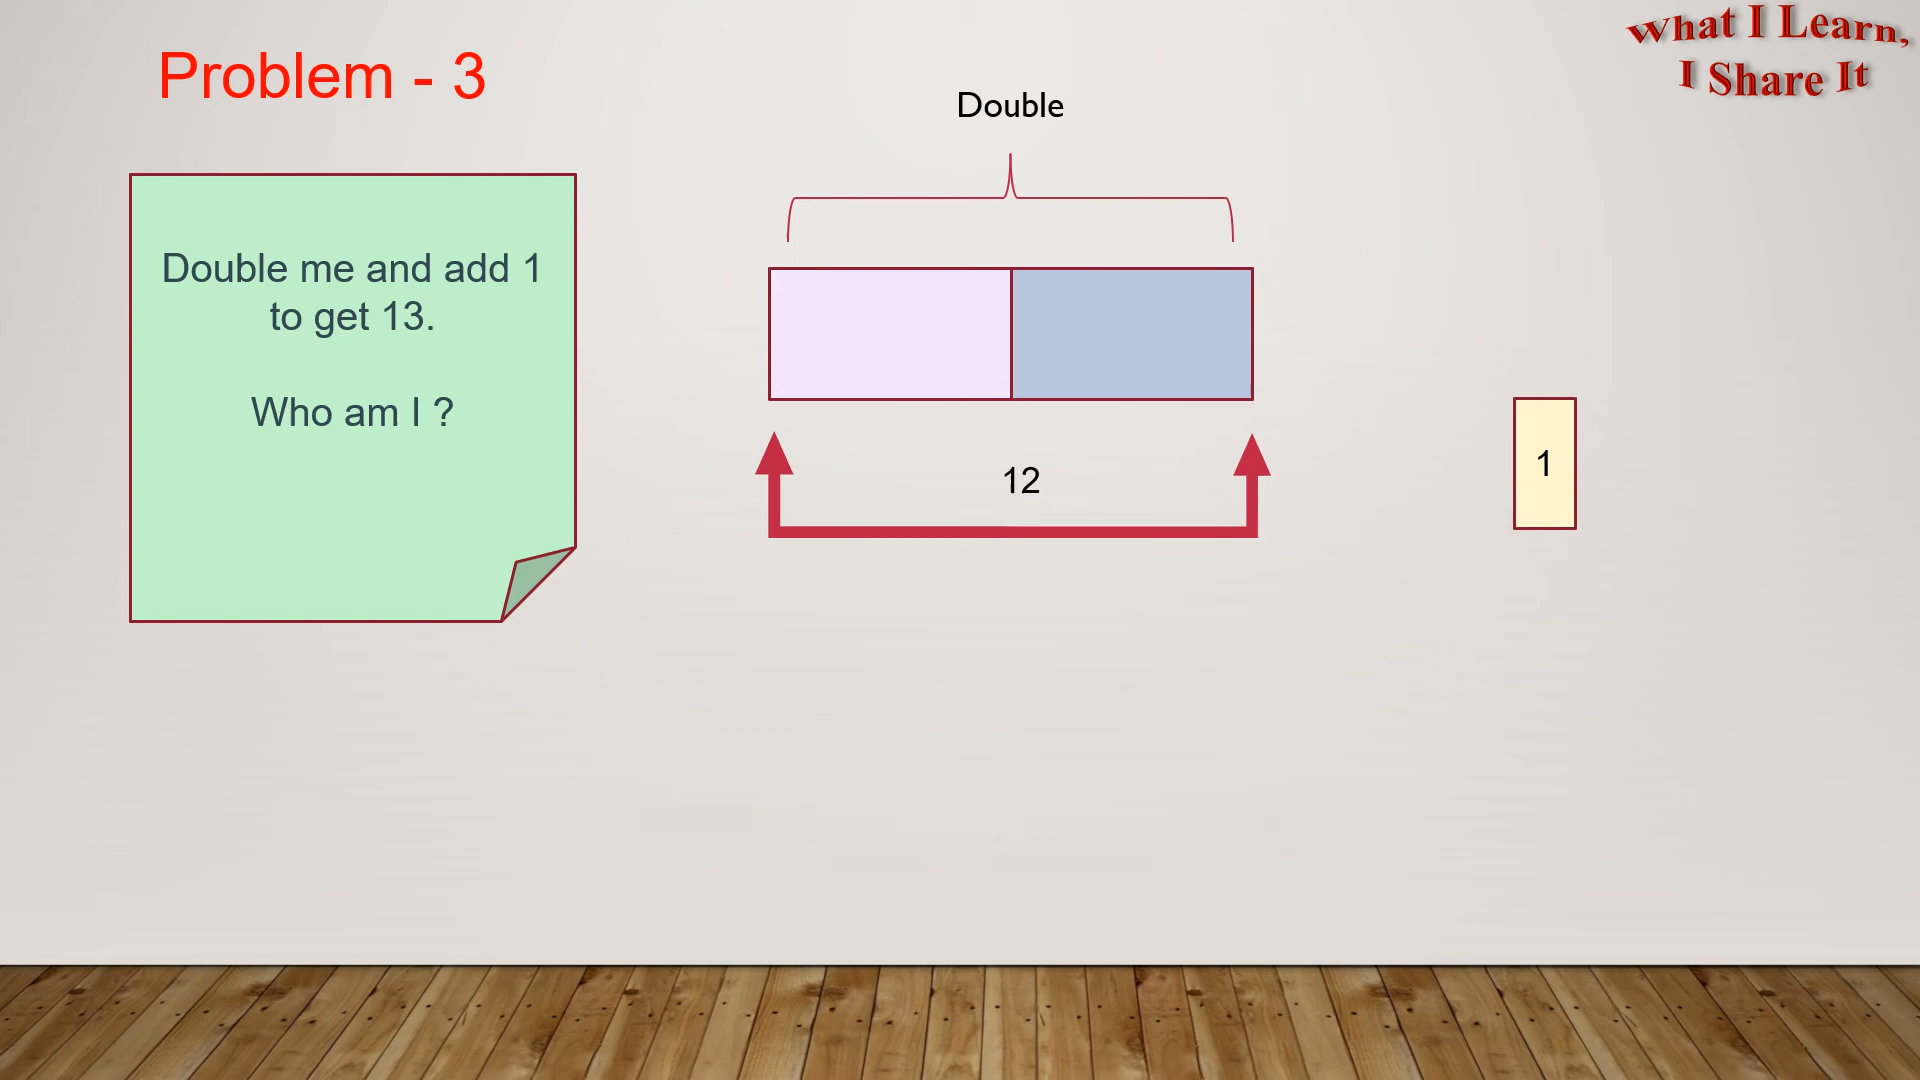 Problem - 3
What I Learn,
I Share It
Double
Double me and add 1
to get 13.
Who am I ?
12
1